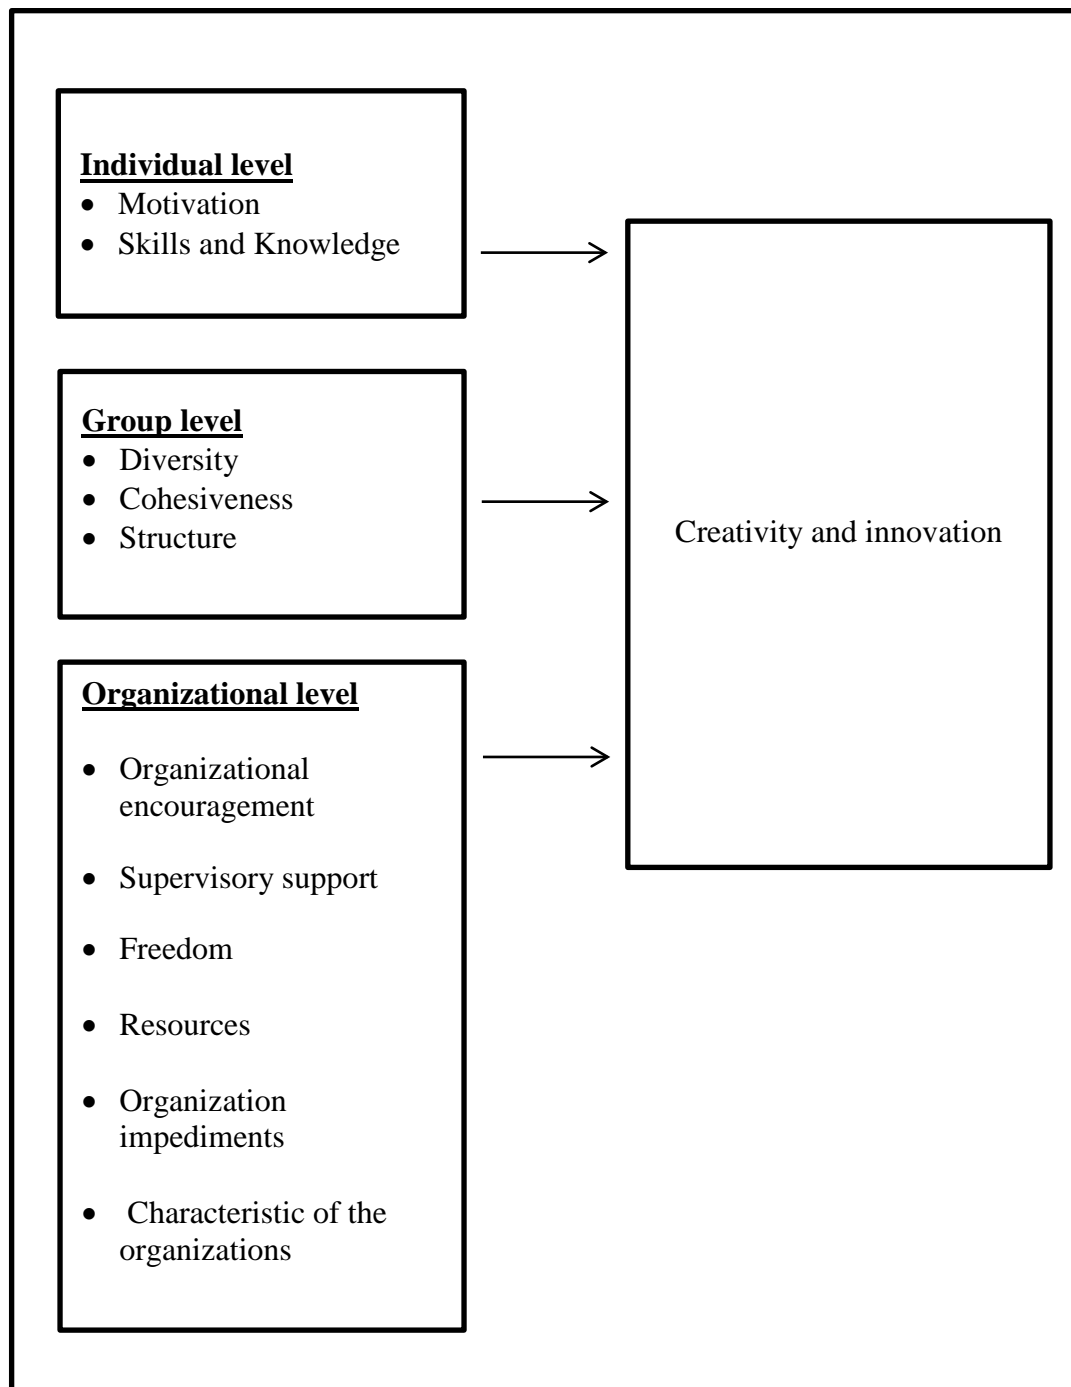 Individual level
• Motivation
• Skills and Knowledge
Group level
• Diversity
• Cohesiveness
• Structure
Creativity and innovation
Organizational level
• Organizational
encouragement
• Supervisory support
• Freedom
• Resources
• Organization
impediments
• Characteristic of the
organizations